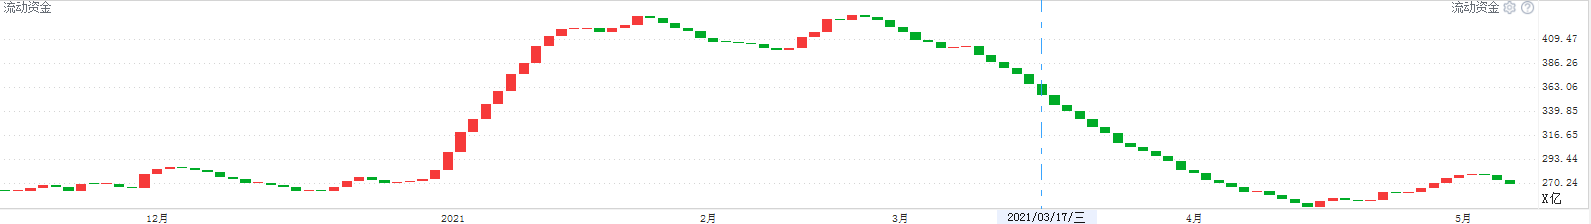 流动资金
流动资金
409.47
386.26
363.06
339.85
316.65
293.44
270.24
X亿
12月
2021
2月
3月
2021/03/17/三
4月
5月